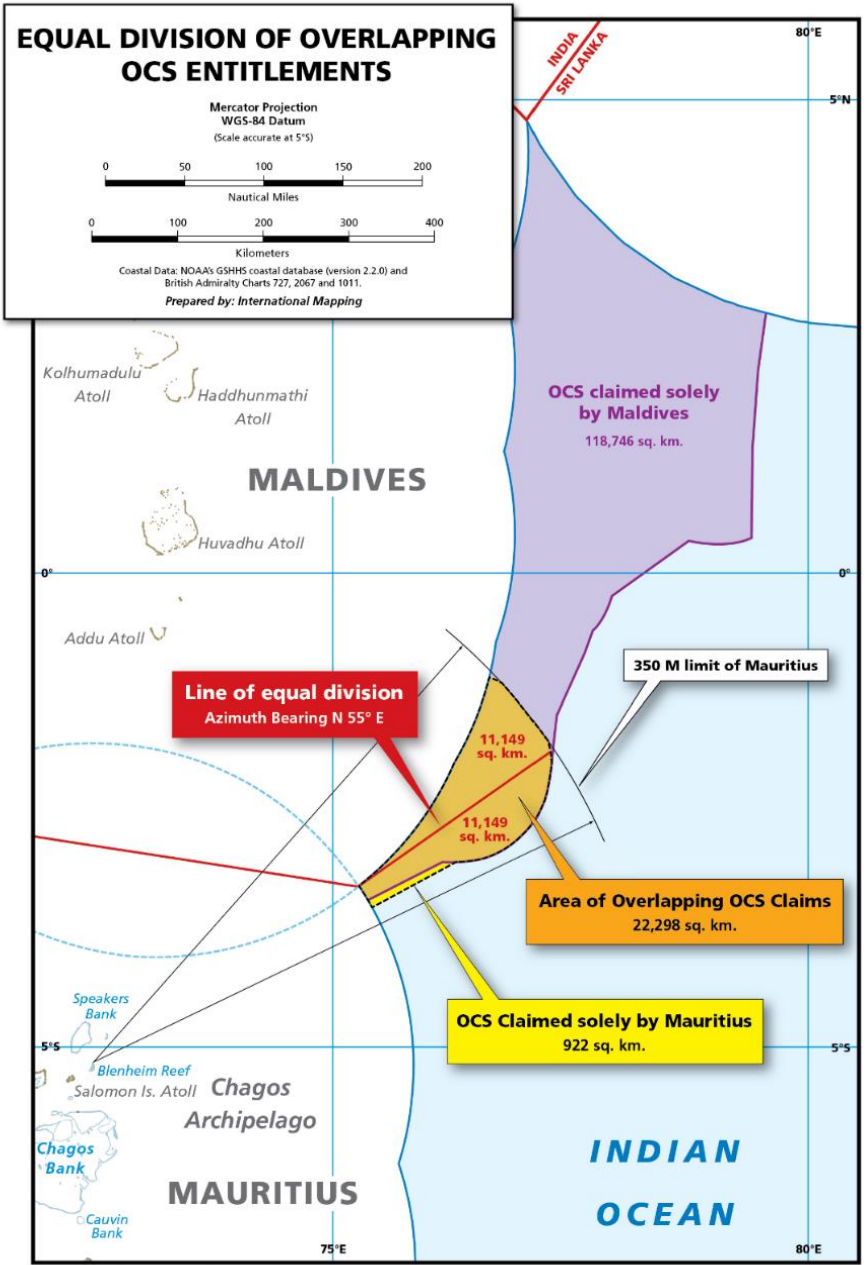 EQUAL DIVISION OF OVERLAPPING
OCS ENTITLEMENTS
Mercator Projection
WGS-84 Datum
(Scale accurate at 5°S)
0 50 100 150 200
Nautical Miles
0 100 200 300 400
Kilometers
Coastal Data: NOAA's GSHHS coastal database (version 2.2.0) and
British Admiralty Charts 727, 2067 and 1011.
Prepared by: International Mapping
INDIA
SRI LANKA
80°E
5°N
Kolhumadulu
Atoll
Haddhunmathi
Atoll
OCS claimed solely
by Maldives
118,746 sq. km.
MALDIVES
Huvadhu Atoll
0°
0°
Addu Atoll
350 M limit of Mauritius
Line of equal division
Azimuth Bearing N 55° E
11,149
sq. km.
11,149
sq. km.
Area of Overlapping OCS Claims
22,298 sq. km.
Speakers
Bank
OCS Claimed solely by Mauritius
922 sq. km.
5°S
5°S
Blenheim Reef
Salomon Is. Atoll
Chagos
Archipelago
Chagos
Bank
INDIAN
OCEAN
MAURITIUS
Cauvin
Bank
75°E
80°E